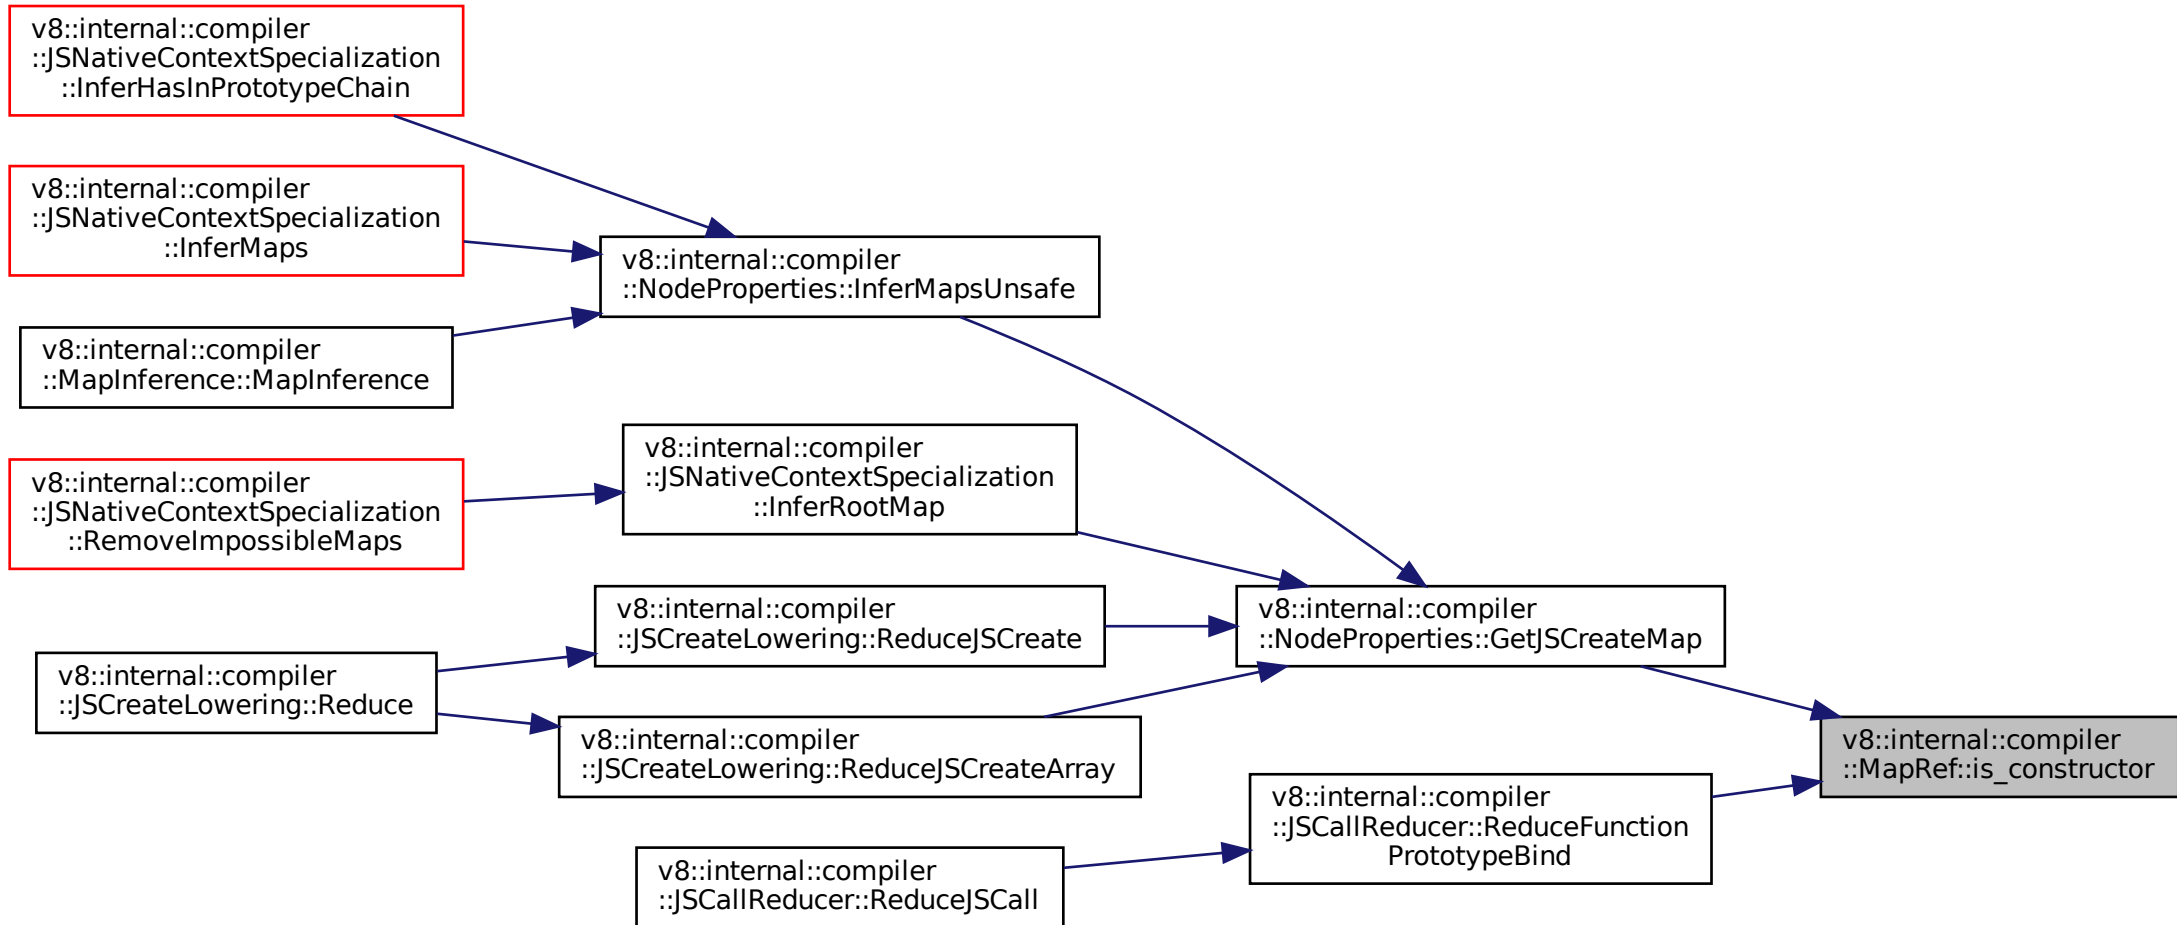 v8::internal::compiler
::JSNativeContextSpecialization
::InferHasInPrototypeChain
v8::internal::compiler
::JSNativeContextSpecialization
::InferMaps
v8::internal::compiler
::NodeProperties::InferMapsUnsafe
v8::internal::compiler
::MapInference::MapInference
v8::internal::compiler
::JSNativeContextSpecialization
::InferRootMap
v8::internal::compiler
::JSNativeContextSpecialization
::RemoveImpossibleMaps
v8::internal::compiler
::JSCreateLowering::ReduceJSCreate
v8::internal::compiler
::NodeProperties::GetJSCreateMap
v8::internal::compiler
::JSCreateLowering::Reduce
v8::internal::compiler
::JSCreateLowering::ReduceJSCreateArray
v8::internal::compiler
::MapRef::is_constructor
v8::internal::compiler
::JSCallReducer::ReduceFunction
PrototypeBind
v8::internal::compiler
::JSCallReducer::ReduceJSCall